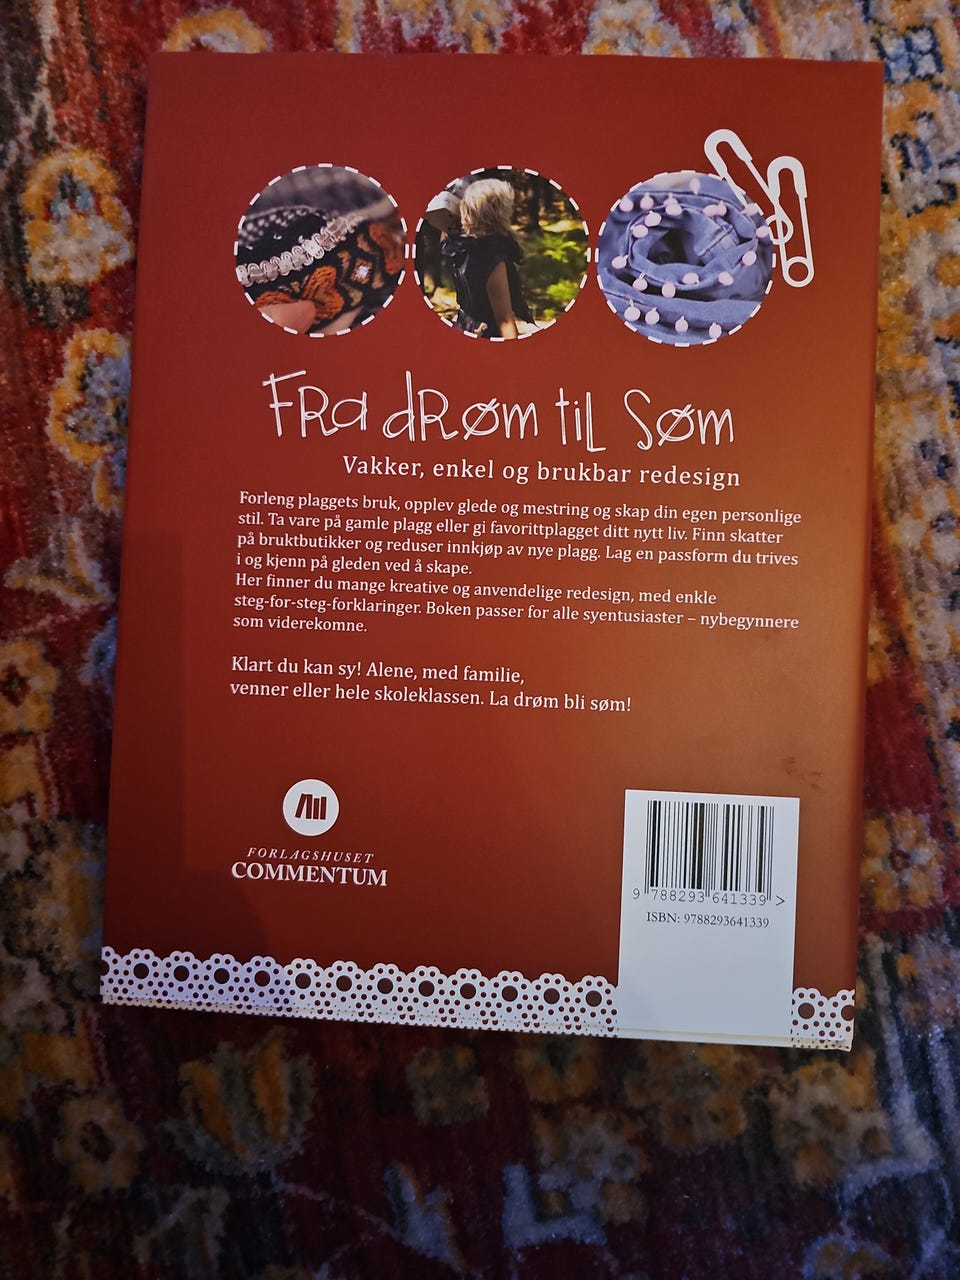 Fra drøm til søm
Vakker, enkel og brukbar redesign
Forleng plaggets bruk, opplev glede og mestring og skap din egen personlige
stil. Ta vare på gamle plagg eller gi favorittplagget ditt nytt liv. Finn skatter
på bruktbutikker og reduser innkjøp av nye plagg. Lag en passform du trives
i og kjenn på gleden ved å skape.
Her finner du mange kreative og anvendelige redesign, med enkle
steg-for-steg-forklaringer. Boken passer for alle syentusiaster – nybegynnere
som viderekomne.
Klart du kan sy! Alene, med familie,
venner eller hele skoleklassen. La drøm bli søm!
FORLAGSHUSET
COMMENTUM
9 788293 641339 >
ISBN: 9788293641339